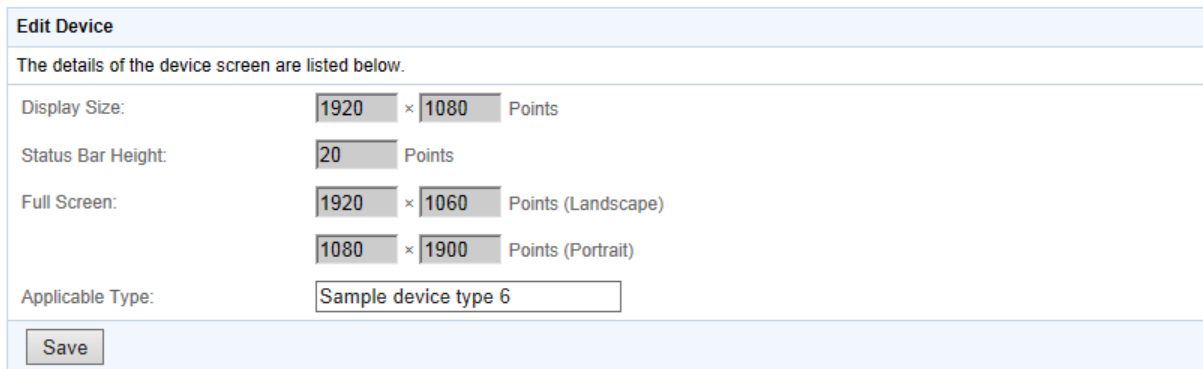 Edit Device
The details of the device screen are listed below.
Display Size: 1920 × 1080 Points
Status Bar Height: 20 Points
Full Screen: 1920 × 1060 Points (Landscape)
1080 × 1900 Points (Portrait)
Applicable Type: Sample device type 6
Save